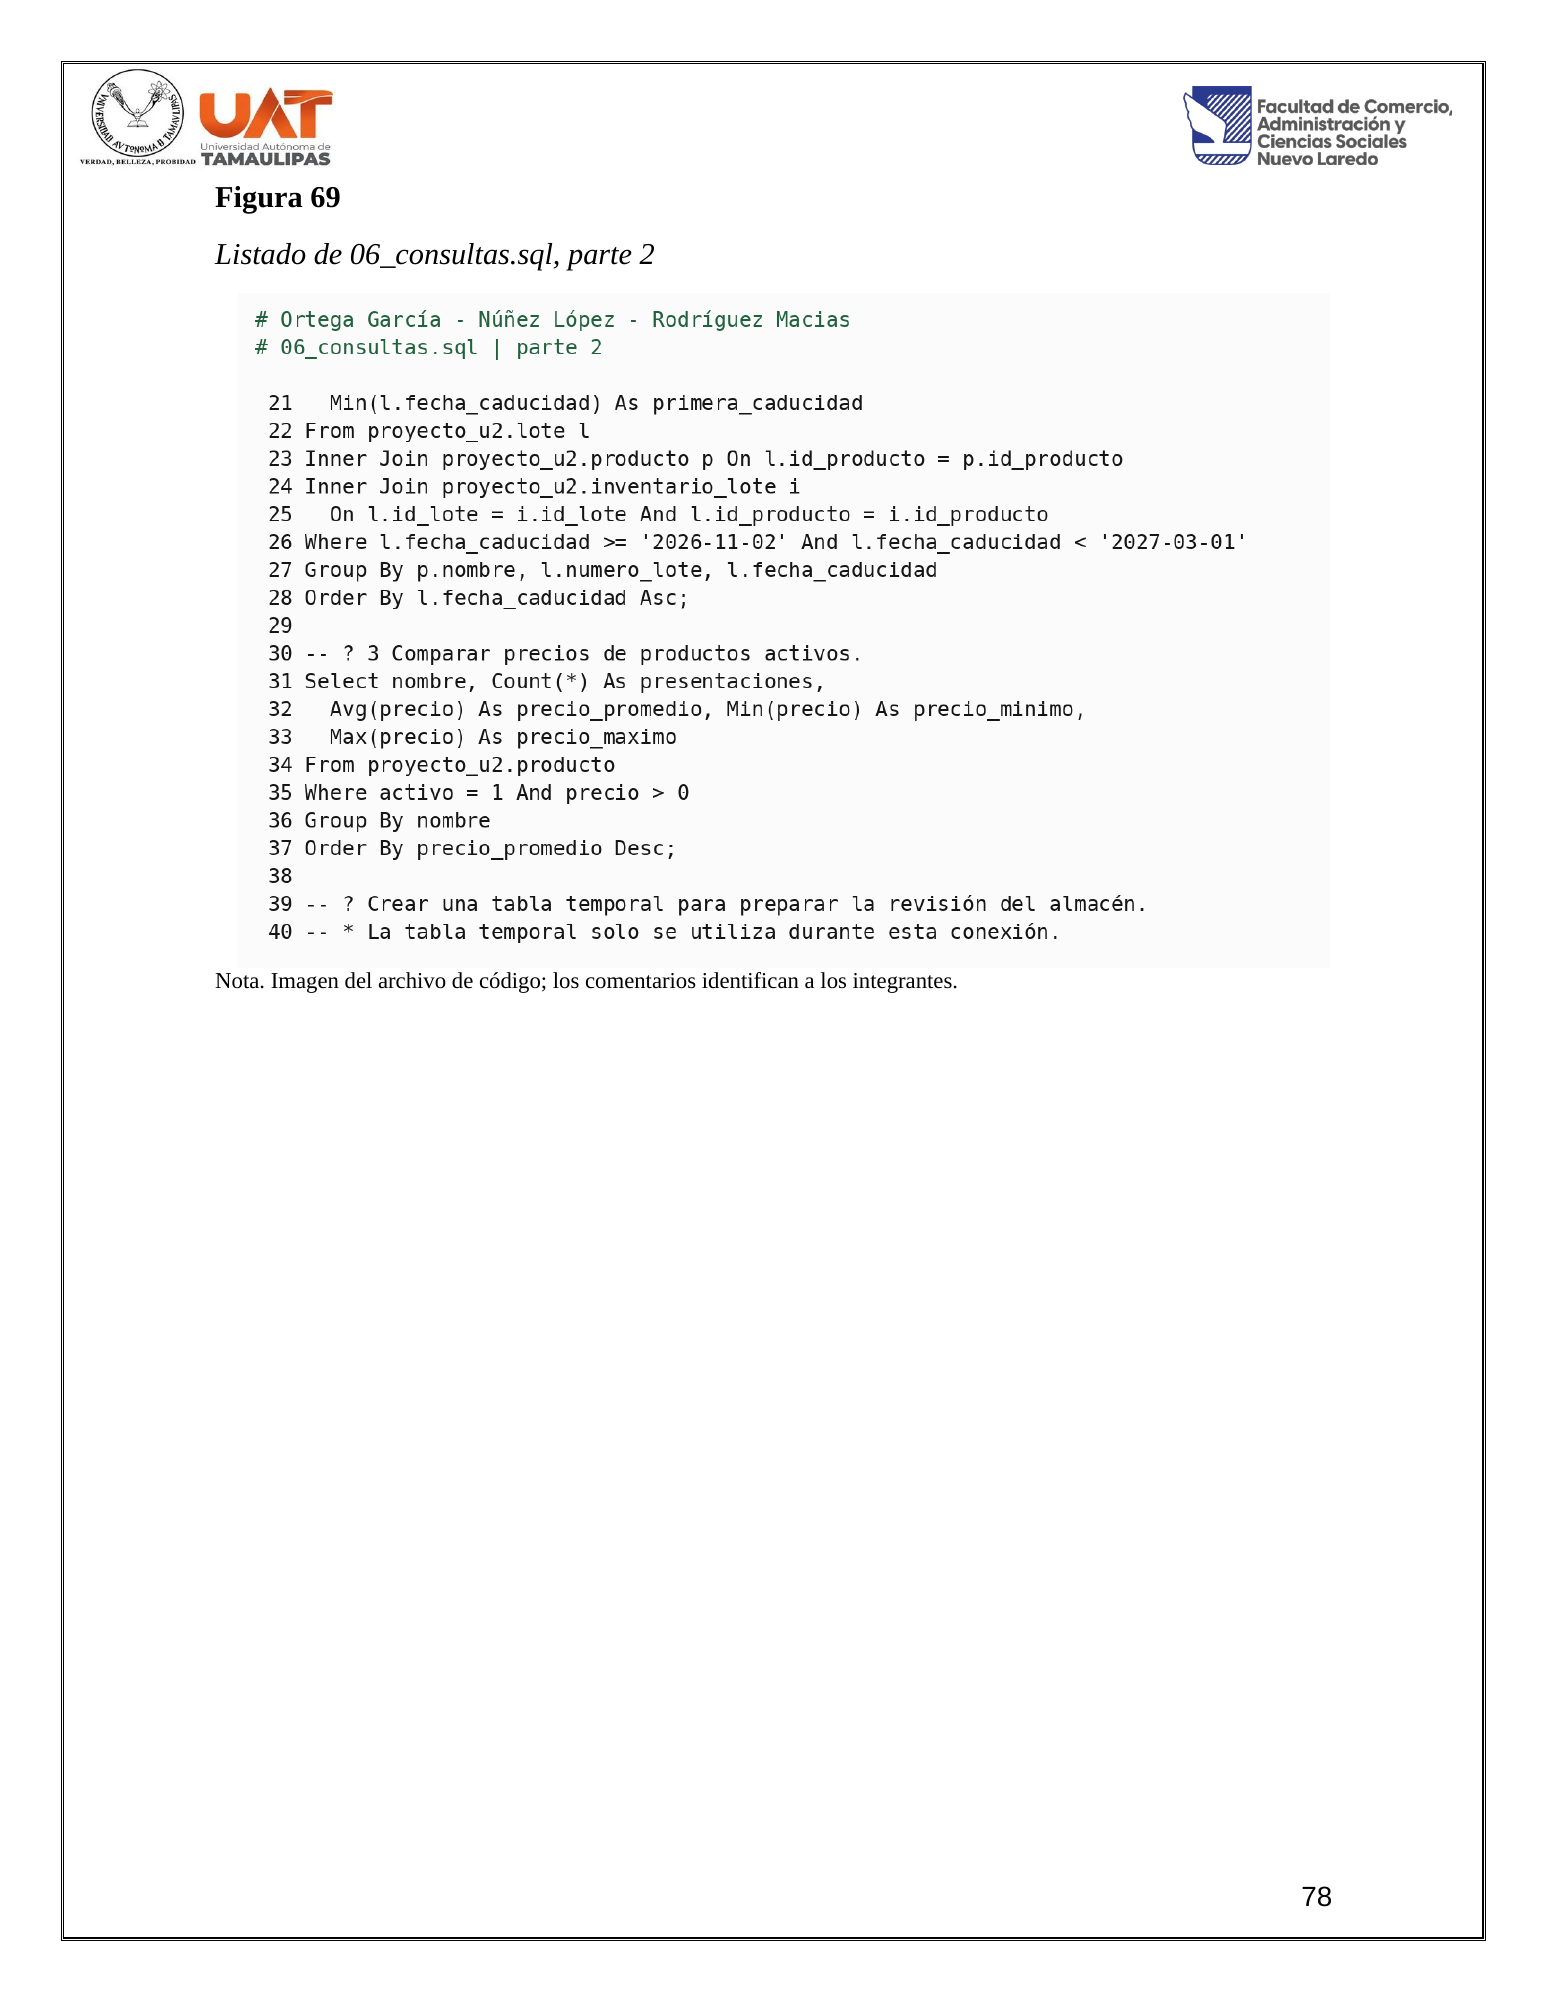 UNIVERSIDAD AVTONOMA D TAMAVLIPAS
VERDAD, BELLEZA, PROBIDAD
UAT
Universidad Autónoma de
TAMAULIPAS
Facultad de Comercio,
Administración y
Ciencias Sociales
Nuevo Laredo
Figura 69
Listado de 06_consultas.sql, parte 2
# Ortega García - Núñez López - Rodríguez Macias
# 06_consultas.sql | parte 2
21   Min(l.fecha_caducidad) As primera_caducidad
22 From proyecto_u2.lote l
23 Inner Join proyecto_u2.producto p On l.id_producto = p.id_producto
24 Inner Join proyecto_u2.inventario_lote i
25   On l.id_lote = i.id_lote And l.id_producto = i.id_producto
26 Where l.fecha_caducidad >= '2026-11-02' And l.fecha_caducidad < '2027-03-01'
27 Group By p.nombre, l.numero_lote, l.fecha_caducidad
28 Order By l.fecha_caducidad Asc;
29
30 -- ? 3 Comparar precios de productos activos.
31 Select nombre, Count(*) As presentaciones,
32   Avg(precio) As precio_promedio, Min(precio) As precio_minimo,
33   Max(precio) As precio_maximo
34 From proyecto_u2.producto
35 Where activo = 1 And precio > 0
36 Group By nombre
37 Order By precio_promedio Desc;
38
39 -- ? Crear una tabla temporal para preparar la revisión del almacén.
40 -- * La tabla temporal solo se utiliza durante esta conexión.
Nota. Imagen del archivo de código; los comentarios identifican a los integrantes.
78